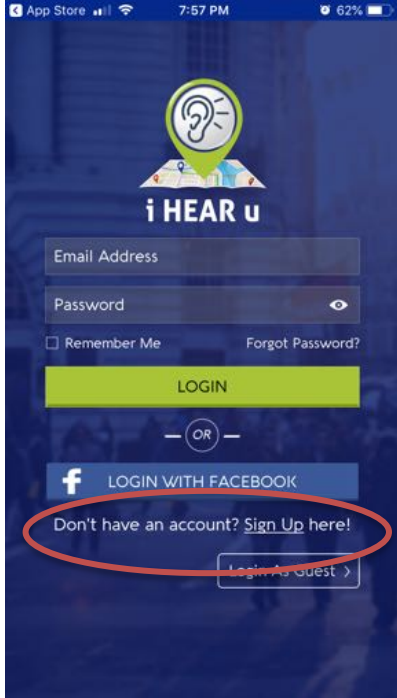 App Store 7:57 PM 62%
i HEAR u
Email Address
Password
Remember Me Forgot Password?
LOGIN
OR
f LOGIN WITH FACEBOOK
Don't have an account? Sign Up here!
Login As Guest >